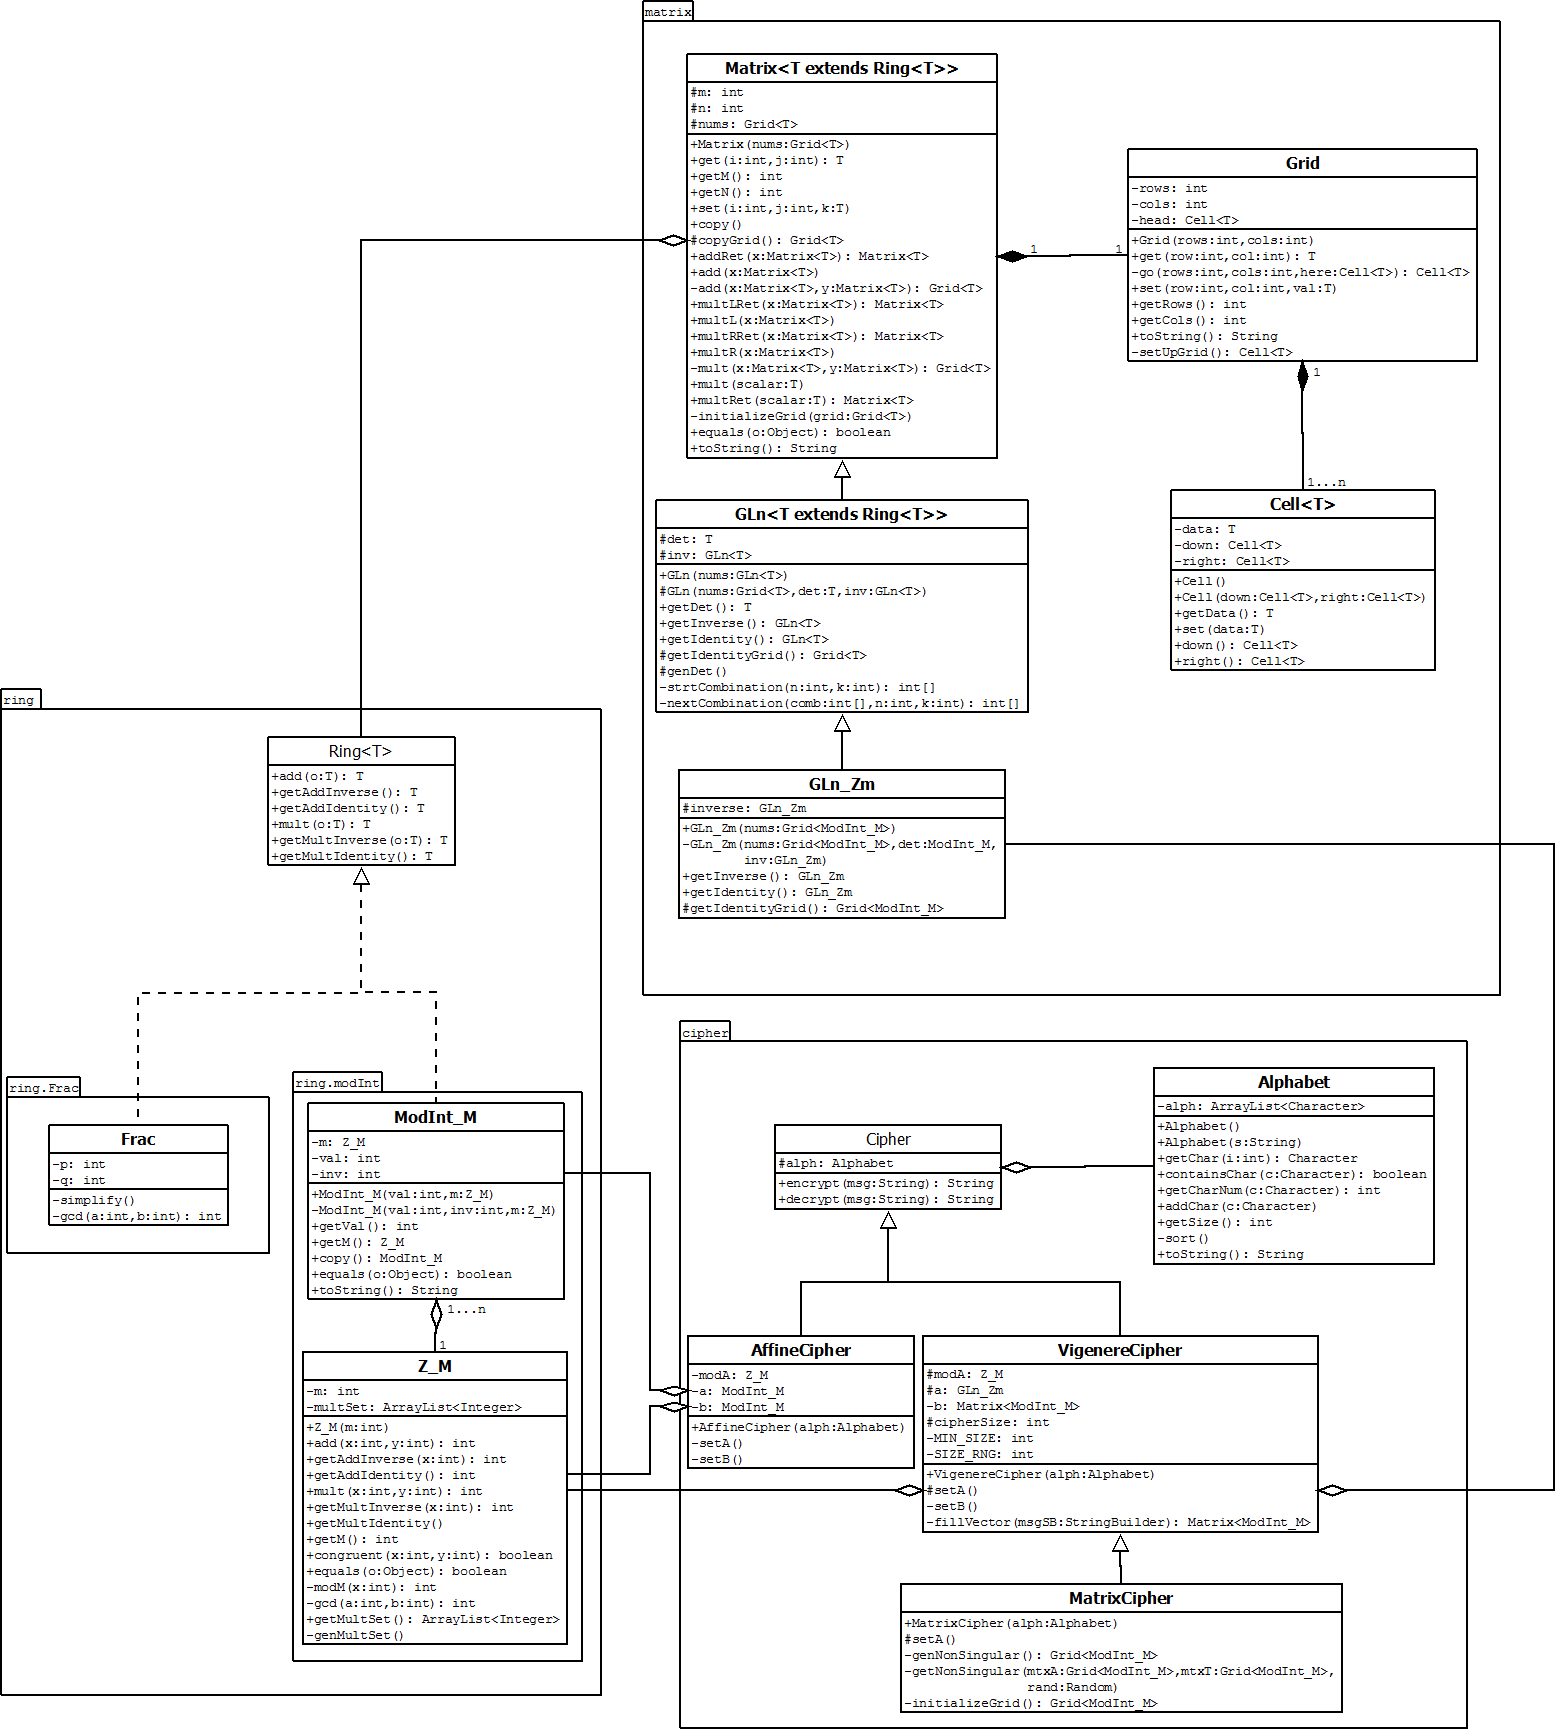 matrix
Matrix<T extends Ring<T>>
#m: int
#n: int
#nums: Grid<T>
+Matrix(nums:Grid<T>)
+get(i:int,j:int): T
+getM(): int
+getN(): int
+set(i:int,j:int,k:T)
+copy()
#copyGrid(): Grid<T>
+addRet(x:Matrix<T>): Matrix<T>
+add(x:Matrix<T>)
-add(x:Matrix<T>,y:Matrix<T>): Grid<T>
+multLRet(x:Matrix<T>): Matrix<T>
+multL(x:Matrix<T>)
+multRRet(x:Matrix<T>): Matrix<T>
+multR(x:Matrix<T>)
-mult(x:Matrix<T>,y:Matrix<T>): Grid<T>
+mult(scalar:T)
+multRet(scalar:T): Matrix<T>
-initializeGrid(grid:Grid<T>)
+equals(o:Object): boolean
+toString(): String
1
1
Grid
-rows: int
-cols: int
-head: Cell<T>
+Grid(rows:int,cols:int)
+get(row:int,col:int): T
-go(rows:int,cols:int,here:Cell<T>): Cell<T>
+set(row:int,col:int,val:T)
+getRows(): int
+getCols(): int
+toString(): String
-setUpGrid(): Cell<T>
1
1...n
Cell<T>
-data: T
-down: Cell<T>
-right: Cell<T>
+Cell()
+Cell(down:Cell<T>,right:Cell<T>)
+getData(): T
+set(data:T)
+down(): Cell<T>
+right(): Cell<T>
GLn<T extends Ring<T>>
#det: T
#inv: GLn<T>
+GLn(nums:GLn<T>)
#GLn(nums:Grid<T>,det:T,inv:GLn<T>)
+getDet(): T
+getInverse(): GLn<T>
+getIdentity(): GLn<T>
#getIdentityGrid(): Grid<T>
#genDet()
-strtCombination(n:int,k:int): int[]
-nextCombination(comb:int[],n:int,k:int): int[]
GLn_Zm
#inverse: GLn_Zm
+GLn_Zm(nums:Grid<ModInt_M>)
-GLn_Zm(nums:Grid<ModInt_M>,det:ModInt_M,
inv:GLn_Zm)
+getInverse(): GLn_Zm
+getIdentity(): GLn_Zm
#getIdentityGrid(): Grid<ModInt_M>
ring
Ring<T>
+add(o:T): T
+getAddInverse(): T
+getAddIdentity(): T
+mult(o:T): T
+getMultInverse(o:T): T
+getMultIdentity(): T
ring.Frac
Frac
-p: int
-q: int
-simplify()
-gcd(a:int,b:int): int
ring.modInt
ModInt_M
-m: Z_M
-val: int
-inv: int
+ModInt_M(val:int,m:Z_M)
-ModInt_M(val:int,inv:int,m:Z_M)
+getVal(): int
+getM(): Z_M
+copy(): ModInt_M
+equals(o:Object): boolean
+toString(): String
1...n
1
Z_M
-m: int
-multSet: ArrayList<Integer>
+Z_M(m:int)
+add(x:int,y:int): int
+getAddInverse(x:int): int
+getAddIdentity(): int
+mult(x:int,y:int): int
+getMultInverse(x:int): int
+getMultIdentity()
+getM(): int
+congruent(x:int,y:int): boolean
+equals(o:Object): boolean
-modM(x:int): int
-gcd(a:int,b:int): int
+getMultSet(): ArrayList<Integer>
-genMultSet()
cipher
Cipher
#alph: Alphabet
+encrypt(msg:String): String
+decrypt(msg:String): String
Alphabet
-alph: ArrayList<Character>
+Alphabet()
+Alphabet(s:String)
+getChar(i:int): Character
+containsChar(c:Character): boolean
+getCharNum(c:Character): int
+addChar(c:Character)
+getSize(): int
-sort()
+toString(): String
AffineCipher
-modA: Z_M
-a: ModInt_M
-b: ModInt_M
+AffineCipher(alph:Alphabet)
-setA()
-setB()
VigenereCipher
#modA: Z_M
#a: GLn_Zm
-b: Matrix<ModInt_M>
#cipherSize: int
-MIN_SIZE: int
-SIZE_RNG: int
+VigenereCipher(alph:Alphabet)
#setA()
-setB()
-fillVector(msgSB:StringBuilder): Matrix<ModInt_M>
MatrixCipher
+MatrixCipher(alph:Alphabet)
#setA()
-genNonSingular(): Grid<ModInt_M>
-getNonSingular(mtxA:Grid<ModInt_M>,mtxT:Grid<ModInt_M>,
rand:Random)
-initializeGrid(): Grid<ModInt_M>